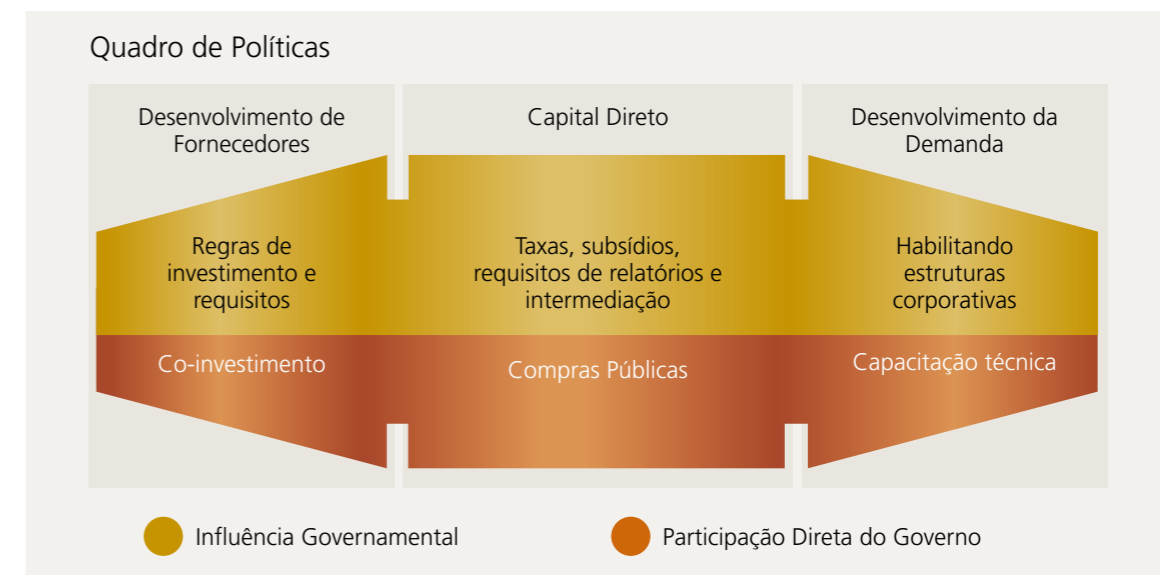 Quadro de Políticas
Desenvolvimento de
Fornecedores
Capital Direto
Desenvolvimento da
Demanda
Regras de
investimento e
requisitos
Taxas, subsídios,
requisitos de relatórios e
intermediação
Habilitando
estruturas
corporativas
Co-investimento
Compras Públicas
Capacitação técnica
Influência Governamental
Participação Direta do Governo